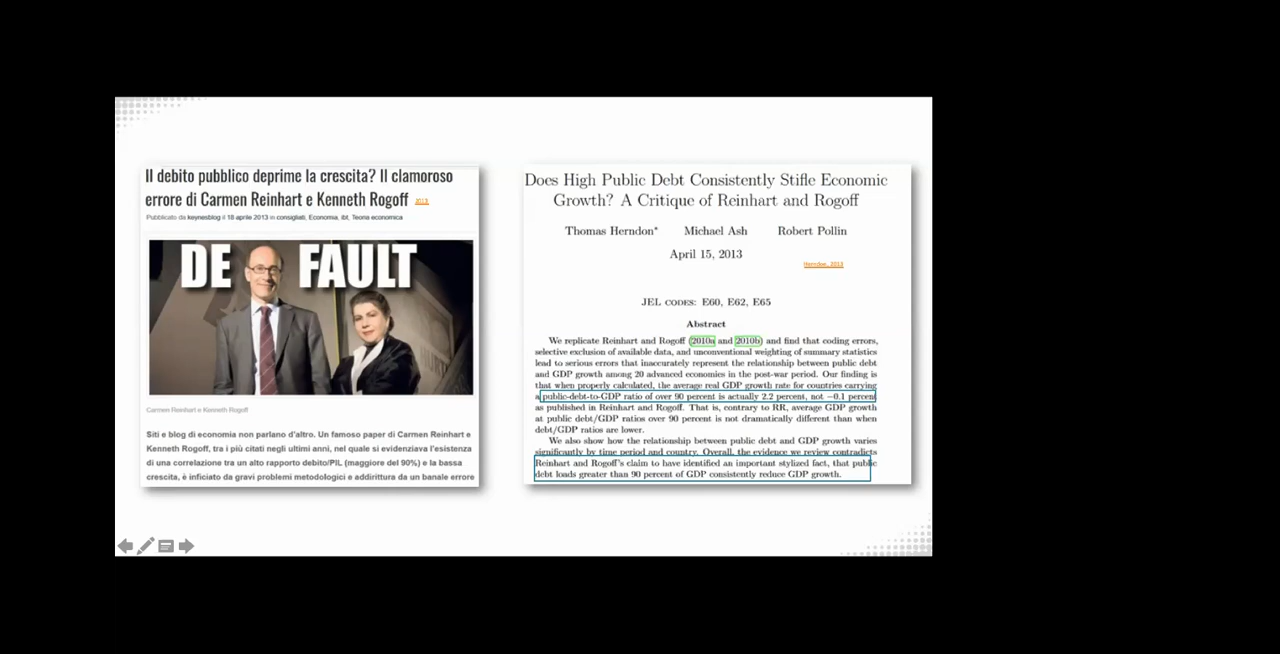 Il debito pubblico deprime la crescita? Il clamoroso
errore di Carmen Reinhart e Kenneth Rogoff 2013
Pubblicato da keynesblog il 18 aprile 2013 in consigliati, Economia, ibt, Teoria economica
DE FAULT
Carmen Reinhart e Kenneth Rogoff
Siti e blog di economia non parlano d'altro. Un famoso paper di Carmen Reinhart e
Kenneth Rogoff, tra i più citati negli ultimi anni, nel quale si evidenziava l'esistenza
di una correlazione tra un alto rapporto debito/PIL (maggiore del 90%) e la bassa
crescita, è inficiato da gravi problemi metodologici e addirittura da un banale errore
Does High Public Debt Consistently Stifle Economic
Growth? A Critique of Reinhart and Rogoff
Thomas Herndon* Michael Ash Robert Pollin
April 15, 2013
Herndon, 2013
JEL CODES: E60, E62, E65
Abstract
We replicate Reinhart and Rogoff (2010a and 2010b) and find that coding errors,
selective exclusion of available data, and unconventional weighting of summary statistics
lead to serious errors that inaccurately represent the relationship between public debt
and GDP growth among 20 advanced economies in the post-war period. Our finding is
that when properly calculated, the average real GDP growth rate for countries carrying
a public-debt-to-GDP ratio of over 90 percent is actually 2.2 percent, not −0.1 percent
as published in Reinhart and Rogoff. That is, contrary to RR, average GDP growth
at public debt/GDP ratios over 90 percent is not dramatically different than when
debt/GDP ratios are lower.
We also show how the relationship between public debt and GDP growth varies
significantly by time period and country. Overall, the evidence we review contradicts
Reinhart and Rogoff's claim to have identified an important stylized fact, that public
debt loads greater than 90 percent of GDP consistently reduce GDP growth.